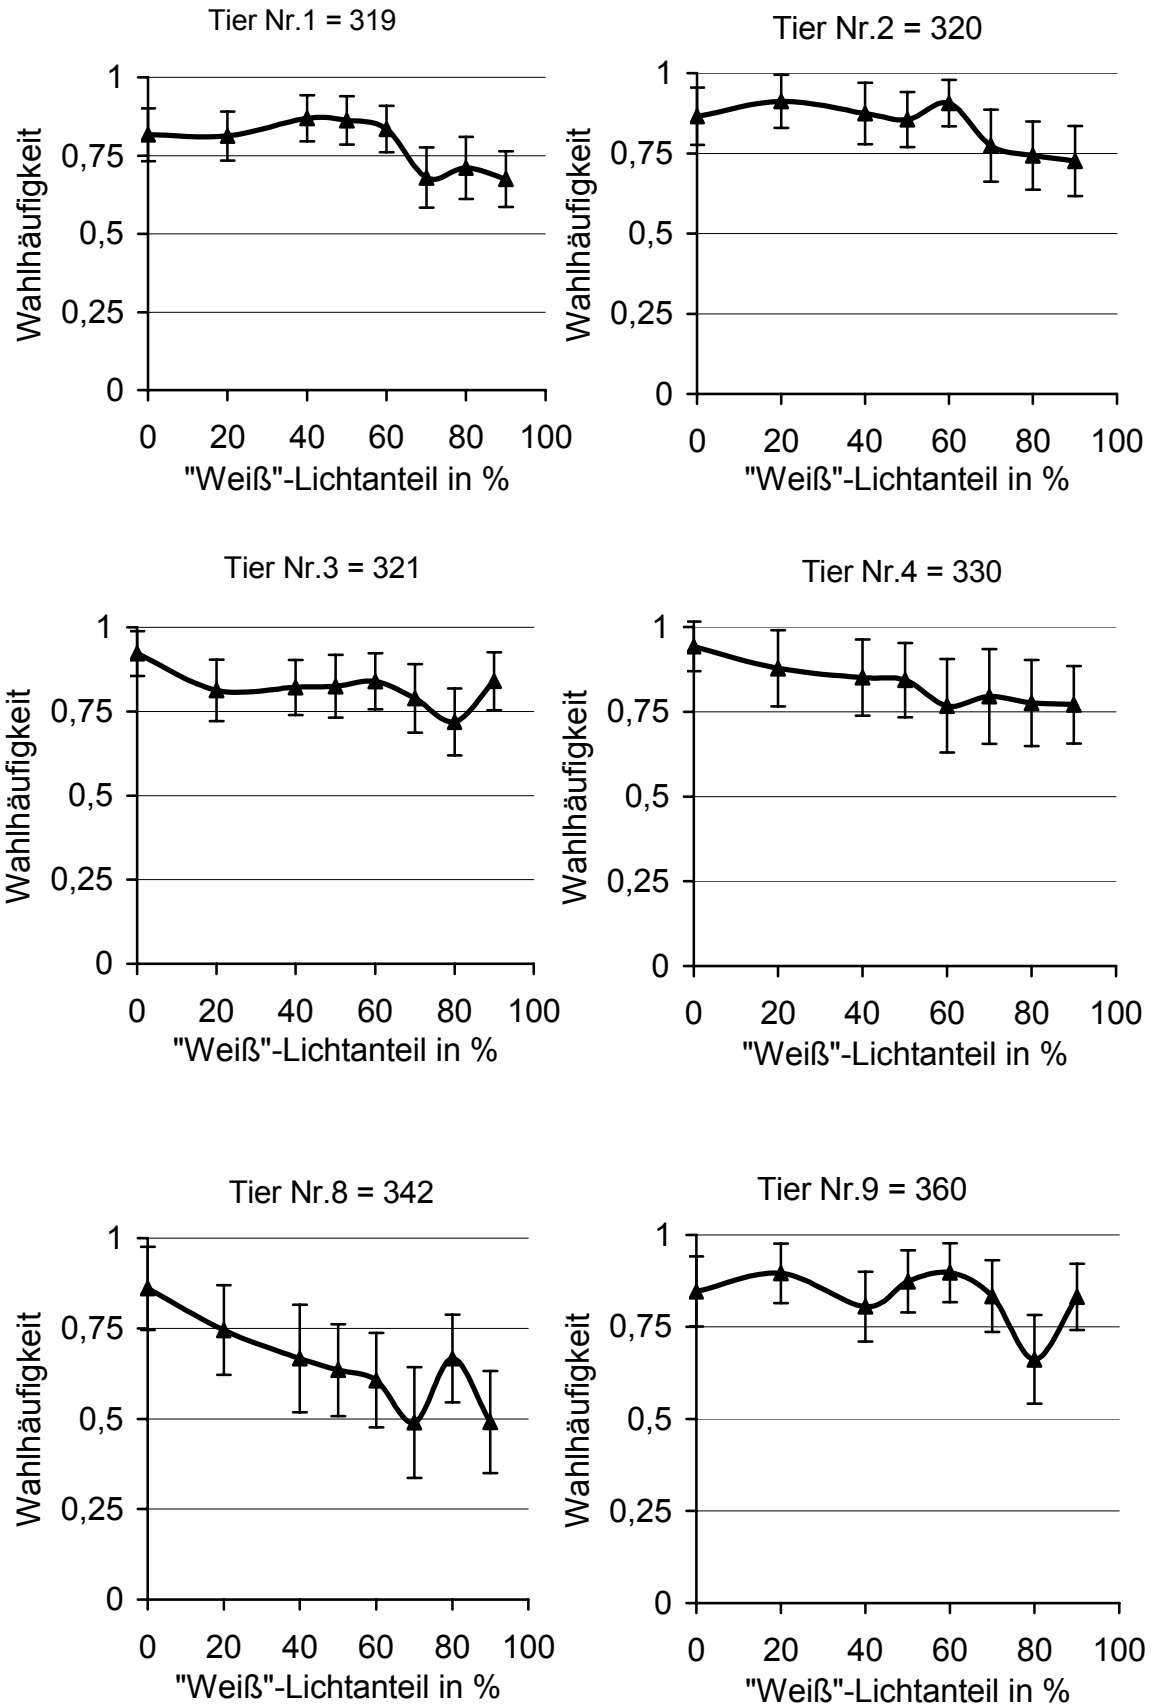 Tier Nr.1 = 319
Wahlhäufigkeit
1
0,75
0,5
0,25
0
0 20 40 60 80 100
"Weiß"-Lichtanteil in %
Tier Nr.2 = 320
Wahlhäufigkeit
1
0,75
0,5
0,25
0
0 20 40 60 80 100
"Weiß"-Lichtanteil in %
Tier Nr.3 = 321
Wahlhäufigkeit
1
0,75
0,5
0,25
0
0 20 40 60 80 100
"Weiß"-Lichtanteil in %
Tier Nr.4 = 330
Wahlhäufigkeit
1
0,75
0,5
0,25
0
0 20 40 60 80 100
"Weiß"-Lichtanteil in %
Tier Nr.8 = 342
Wahlhäufigkeit
1
0,75
0,5
0,25
0
0 20 40 60 80 100
"Weiß"-Lichtanteil in %
Tier Nr.9 = 360
Wahlhäufigkeit
1
0,75
0,5
0,25
0
0 20 40 60 80 100
"Weiß"-Lichtanteil in %